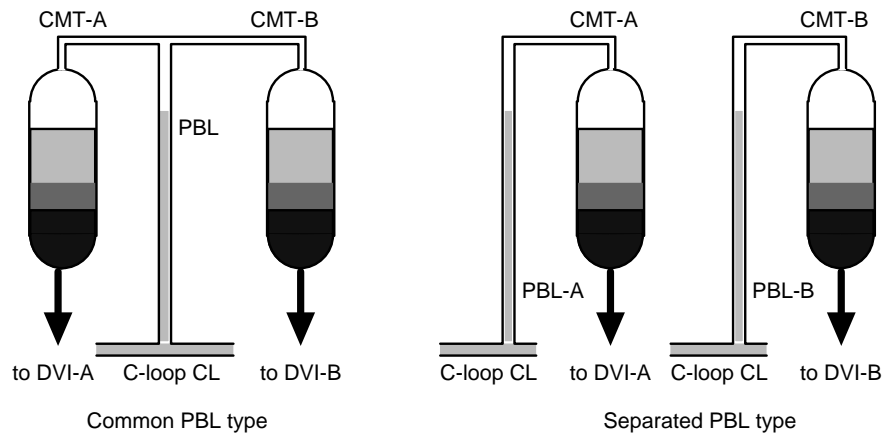 CMT-A
CMT-B
CMT-A
CMT-B
PBL
PBL-A
PBL-B
to DVI-A
C-loop CL
to DVI-B
C-loop CL
to DVI-A
C-loop CL
to DVI-B
Common PBL type
Separated PBL type